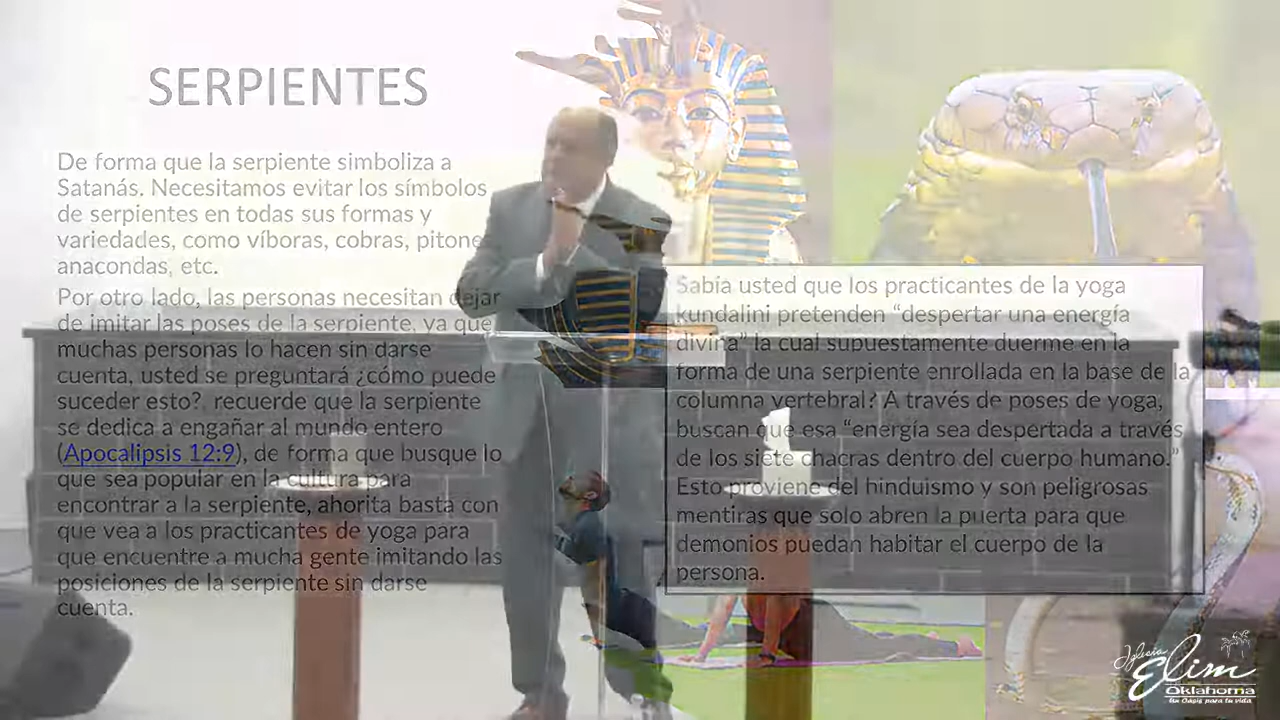 SERPIENTES
De forma que la serpiente simboliza a
Satanás. Necesitamos evitar los símbolos
de serpientes en todas sus formas y
variedades, como víboras, cobras, pitone
anacondas, etc.
Por otro lado, las personas necesitan dejar
de imitar las poses de la serpiente, ya que
muchas personas lo hacen sin darse
cuenta, usted se preguntará ¿cómo puede
suceder esto?, recuerde que la serpiente
se dedica a engañar al mundo entero
(Apocalipsis 12:9), de forma que busque lo
que sea popular en la cultura para
encontrar a la serpiente, ahorita basta con
que vea a los practicantes de yoga para
que encuentre a mucha gente imitando las
posiciones de la serpiente sin darse
cuenta.
Sabía usted que los practicantes de la yoga
kundalini pretenden “despertar una energía
divina” la cual supuestamente duerme en la
forma de una serpiente enrollada en la base de la
columna vertebral? A través de poses de yoga,
buscan que esa “energía sea despertada a través
de los siete chacras dentro del cuerpo humano.”
Esto proviene del hinduismo y son peligrosas
mentiras que solo abren la puerta para que
demonios puedan habitar el cuerpo de la
persona.
Iglesia
Elim
Oklahoma
Un Oasis para tu vida